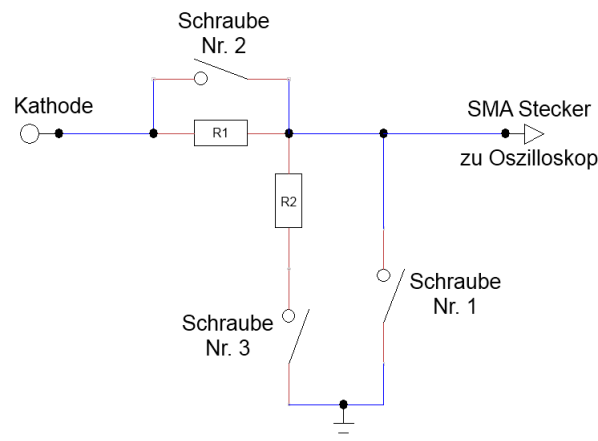 Schraube
Nr. 2
Kathode
SMA Stecker
R1
zu Oszilloskop
R2
Schraube
Nr. 1
Schraube
Nr. 3